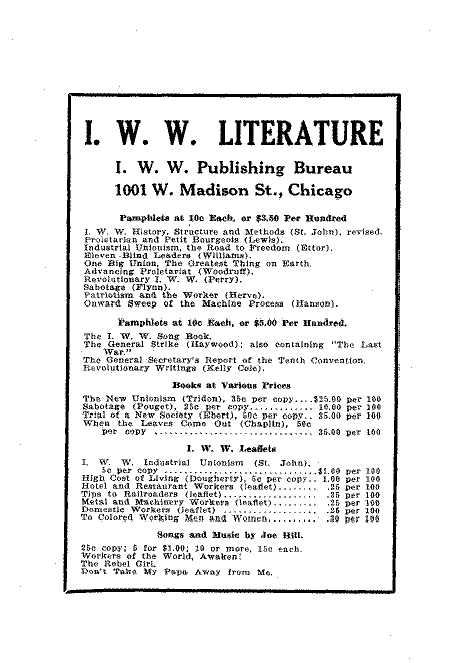 I. W. W. LITERATURE
I. W. W. Publishing Bureau
1001 W. Madison St., Chicago
Pamphlets at 10c Each, or $3.50 Per Hundred
I. W. W. History, Structure and Methods (St. John), revised.
Proletarian and Petit Bourgeois (Lewis).
Industrial Unionism, the Road to Freedom (Ettor).
Eleven Blind Leaders (Williams).
One Big Union, The Greatest Thing on Earth.
Advancing Proletariat (Woodruff).
Revolutionary I. W. W. (Perry).
Sabotage (Flynn).
Patriotism and the Worker (Herve).
Onward Sweep of the Machine Process (Hanson).
Pamphlets at 10c Each, or $5.00 Per Hundred.
The I. W. W. Song Book.
The General Strike (Haywood); also containing "The Last
War."
The General Secretary's Report of the Tenth Convention.
Revolutionary Writings (Kelly Cole).
Books at Various Prices
The New Unionism (Tridon), 35c per copy....$25.00 per 100
Sabotage (Pouget), 25c per copy............ 10.00 per 100
Trial of a New Society (Ebert), 50c per copy.. 35.00 per 100
When the Leaves Come Out (Chaplin), 50c
per copy ............................ 35.00 per 100
I. W. W. Leaflets
I. W. W. Industrial Unionism (St. John),
5c per copy ...........................$1.00 per 100
High Cost of Living (Dougherty), 5c per copy.. 1.00 per 100
Hotel and Restaurant Workers (leaflet)....... .25 per 100
Tips to Railroaders (leaflet)................ .25 per 100
Metal and Machinery Workers (leaflet)........ .25 per 100
Domestic Workers (leaflet) .................. .25 per 100
To Colored Working Men and Women.......... per 100
Songs and Music by Joe Hill.
25c copy; 5 for $1.00; 10 or more, 15c each.
Workers of the World, Awaken!
The Rebel Girl.
Don't Take My Papa Away from Me.